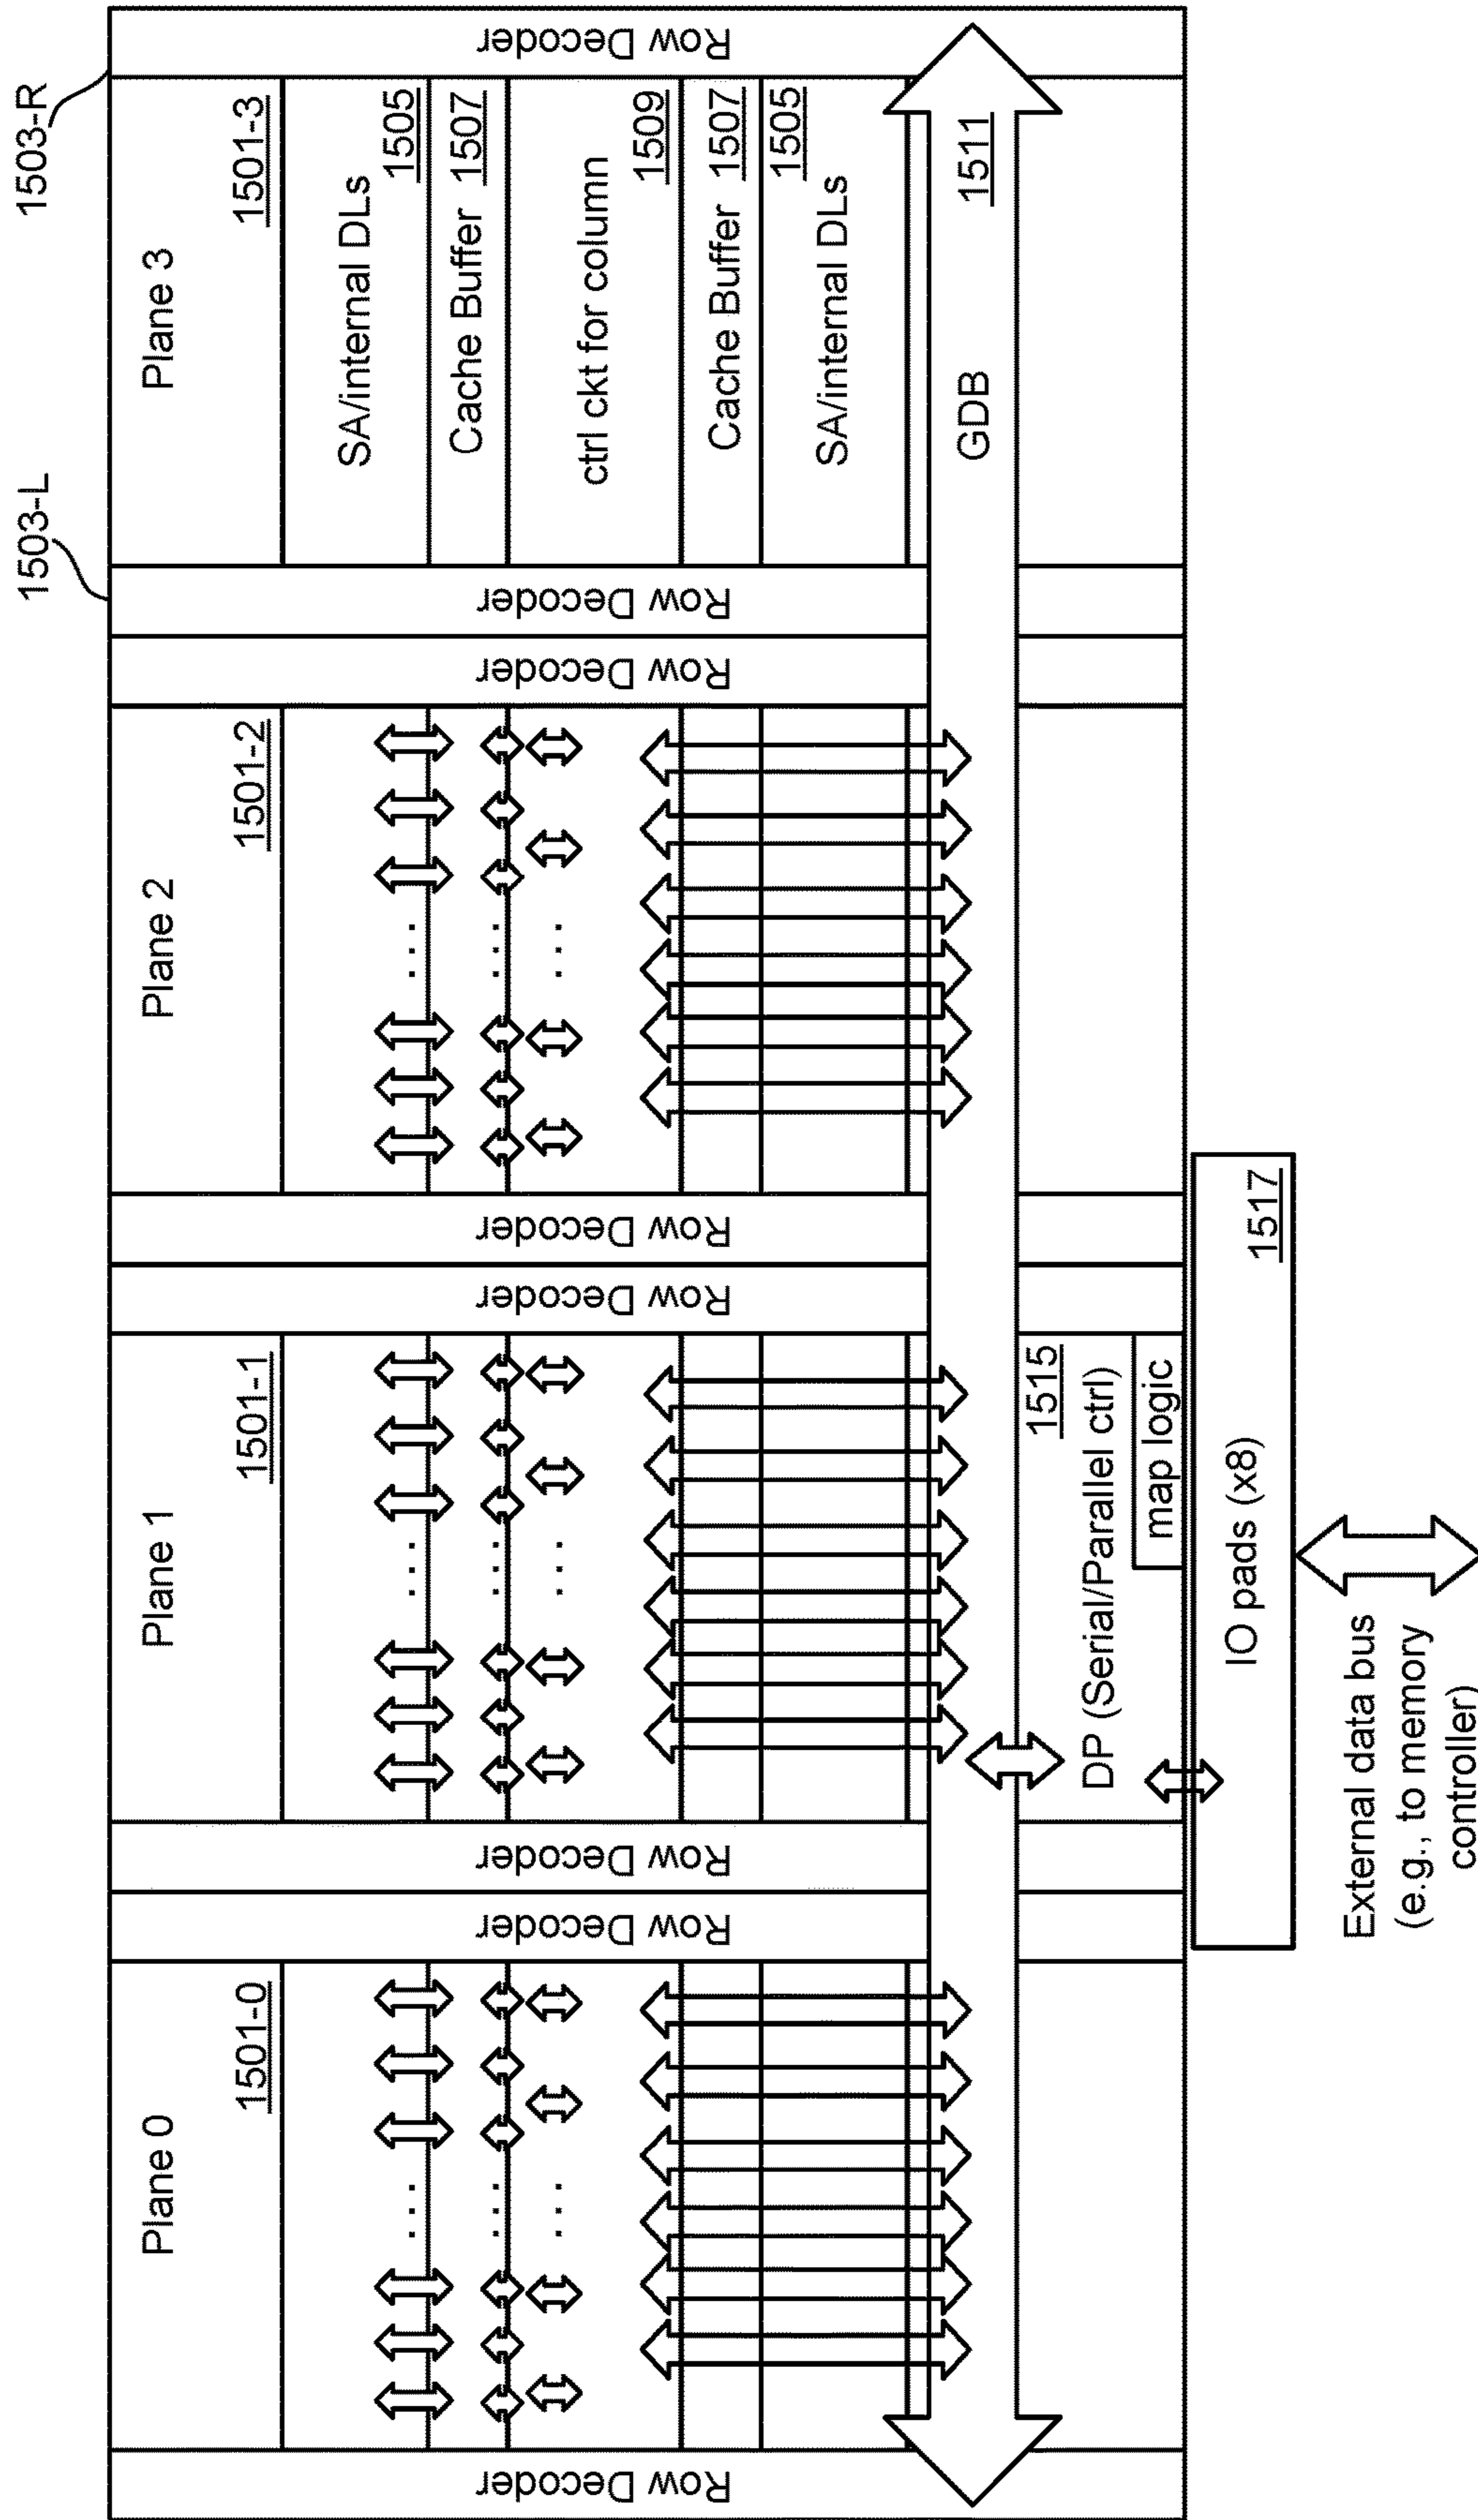 1503-L
1503-R
Plane 0
1501-0
Plane 1
1501-1
Plane 2
1501-2
Plane 3
1501-3
Row Decoder
Row Decoder
Row Decoder
Row Decoder
Row Decoder
Row Decoder
Row Decoder
Row Decoder
SA/internal DLs
1505
Cache Buffer 1507
ctrl ckt for column
1509
Cache Buffer 1507
1505
SA/internal DLs
GDB
1511
1515
DP (Serial/Parallel ctrl)
map logic
IO pads (x8)
1517
External data bus
(e.g., to memory
controller)